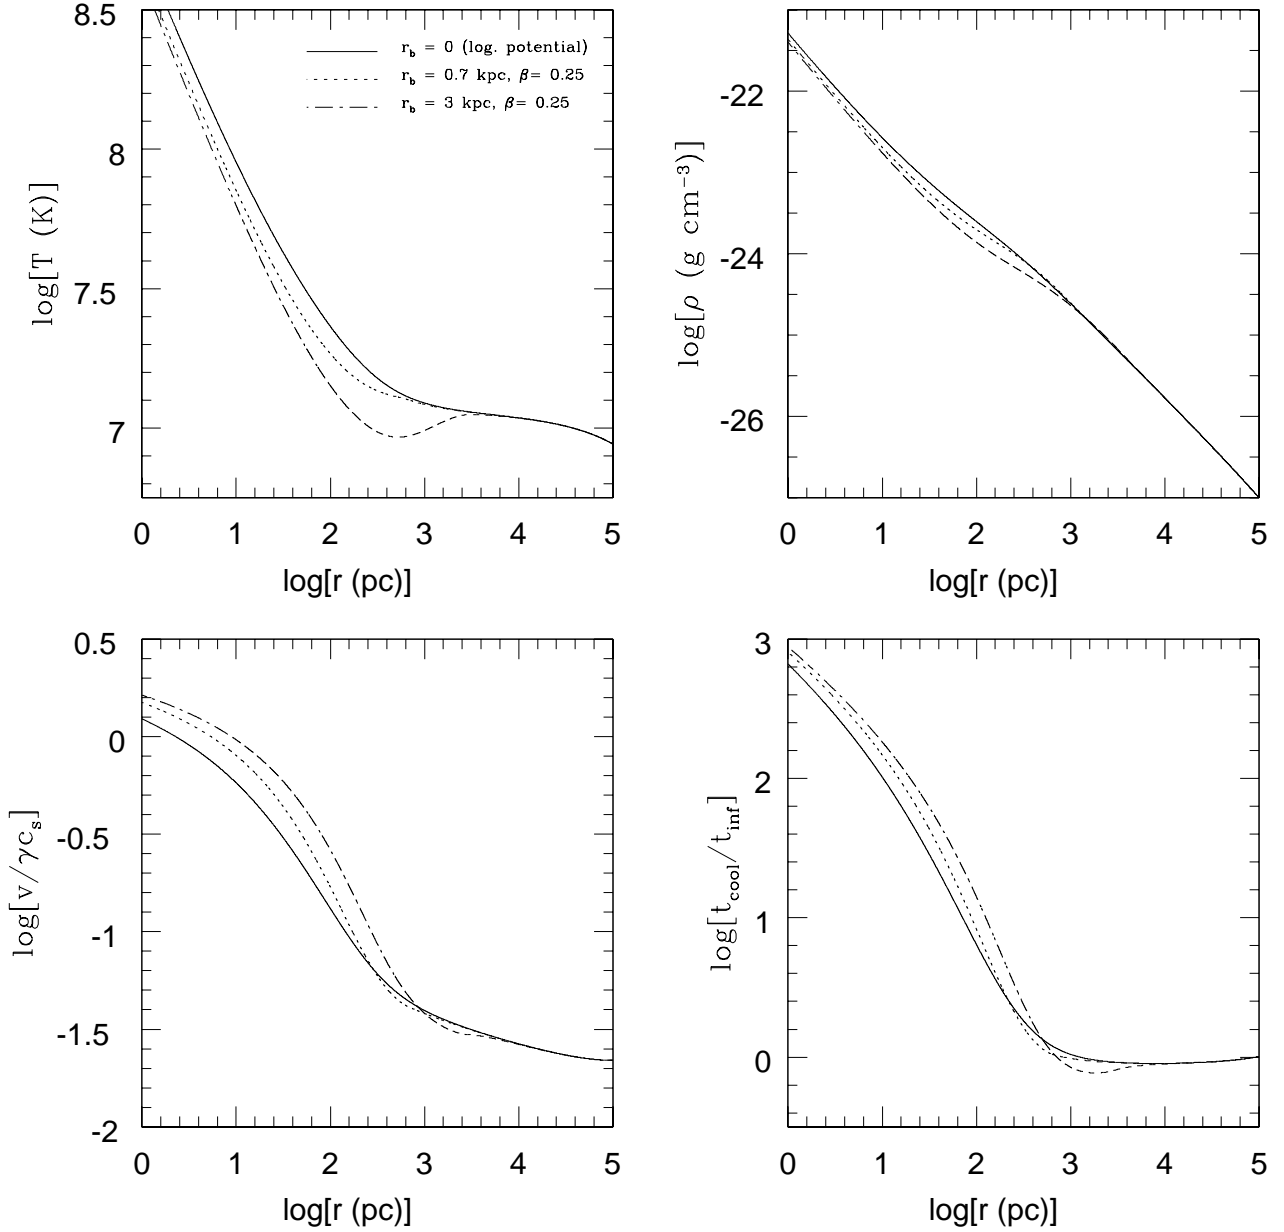 8.5
8
7.5
7
log[T (K)]
r_b = 0 (log. potential)
r_b = 0.7 kpc, β= 0.25
r_b = 3 kpc, β= 0.25
0 1 2 3 4 5
log[r (pc)]
-22
-24
-26
log[ρ (g cm⁻³)]
0 1 2 3 4 5
log[r (pc)]
0.5
0
-0.5
-1
-1.5
-2
log[v/γc_s]
0 1 2 3 4 5
log[r (pc)]
3
2
1
0
log[t_cool/t_inf]
0 1 2 3 4 5
log[r (pc)]